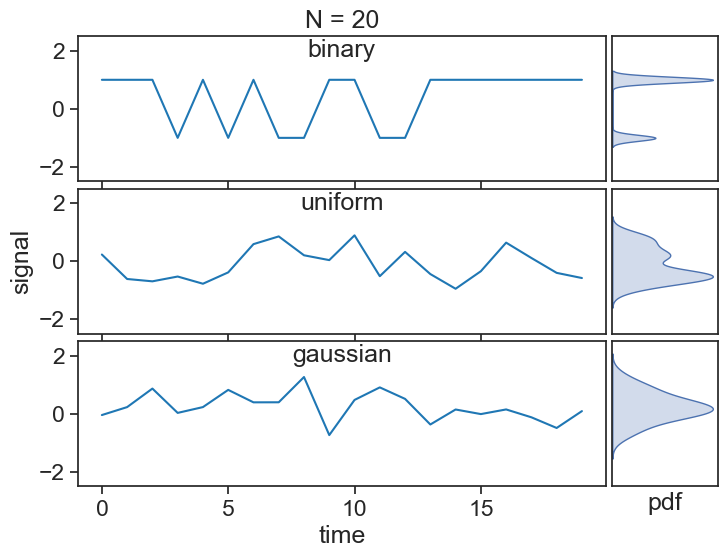 N = 20
binary
2
0
−2
uniform
2
0
−2
signal
gaussian
2
0
−2
0 5 10 15
time
pdf